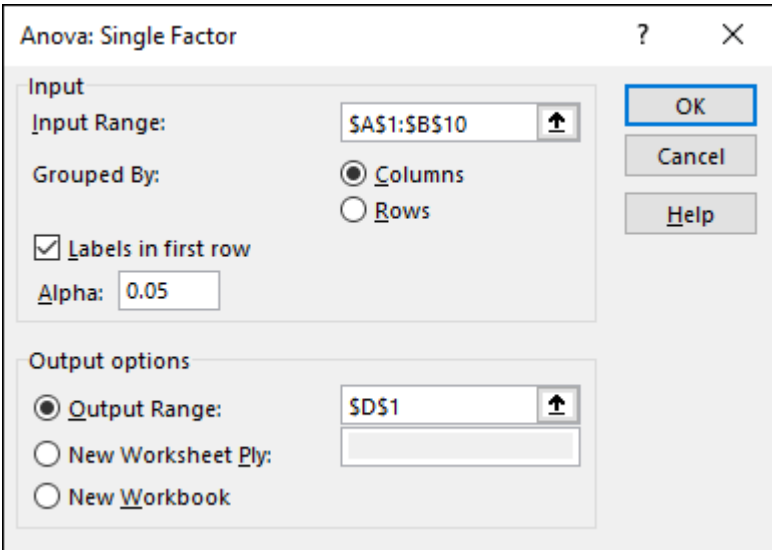 Anova: Single Factor ? ×
Input
Input Range: $A$1:$B$10
Grouped By: Columns
Rows
Labels in first row
Alpha: 0.05
OK
Cancel
Help
Output options
Output Range: $D$1
New Worksheet Ply:
New Workbook